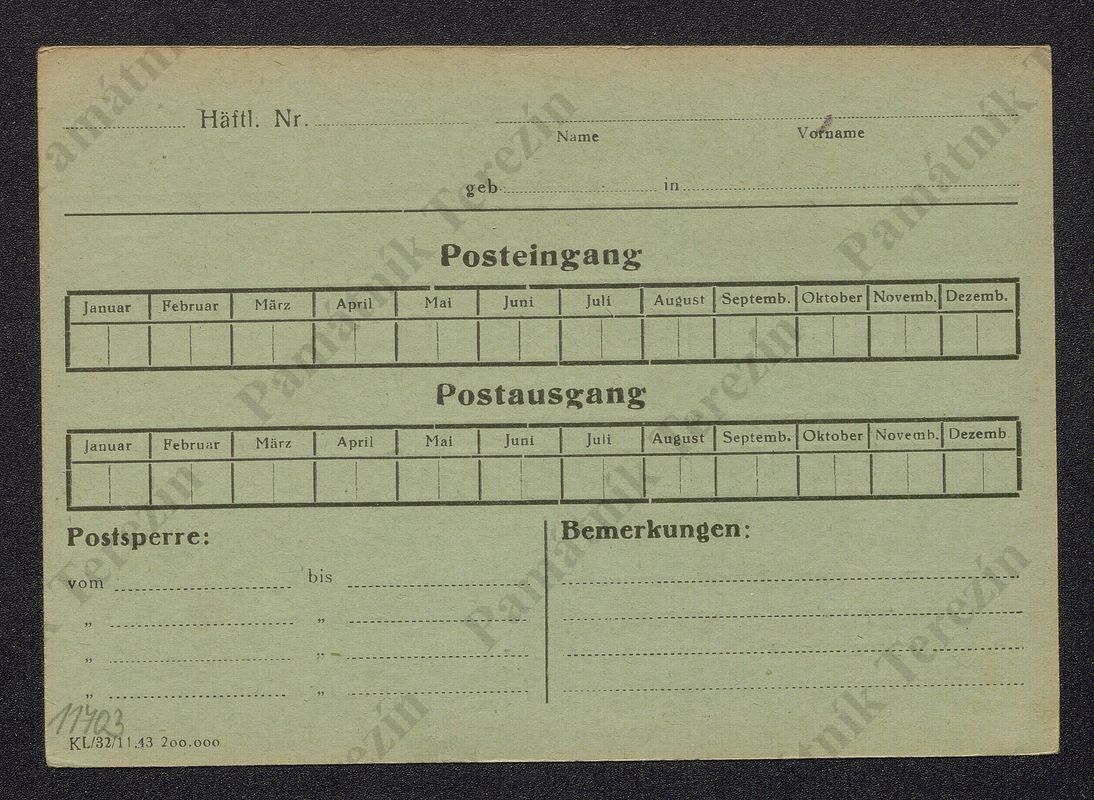 Häftl. Nr.
Name Vorname
geb. in
Posteingang
Januar Februar März April Mai Juni Juli August Septemb. Oktober Novemb. Dezemb.
Postausgang
Januar Februar März April Mai Juni Juli August Septemb. Oktober Novemb. Dezemb
Postsperre: Bemerkungen:
vom bis
„ „
„ „
„ „
11403
KL/32/11.43 200.000
Památník Terezín